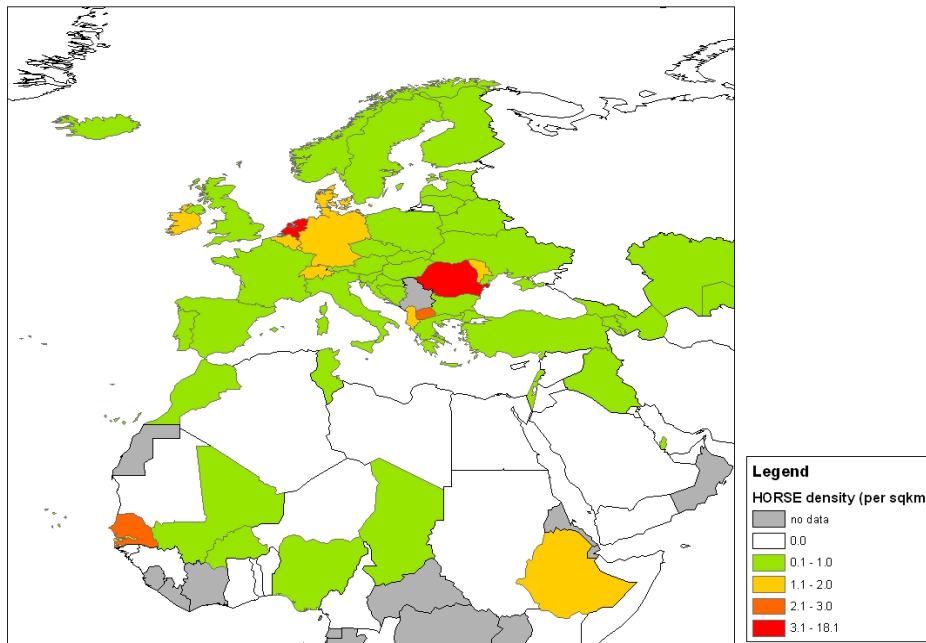 Legend
HORSE density (per sqkm)
no data
0.0
0.1 - 1.0
1.1 - 2.0
2.1 - 3.0
3.1 - 18.1